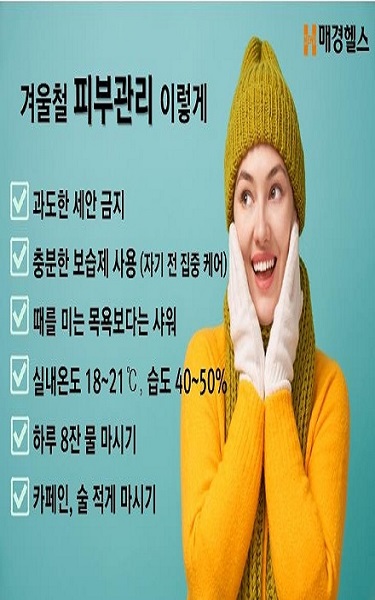 매경헬스
겨울철 피부관리 이렇게
과도한 세안 금지
충분한 보습제 사용 (자기 전 집중 케어)
때를 미는 목욕보다는 샤워
실내온도 18~21℃, 습도 40~50%
하루 8잔 물 마시기
카페인, 술 적게 마시기